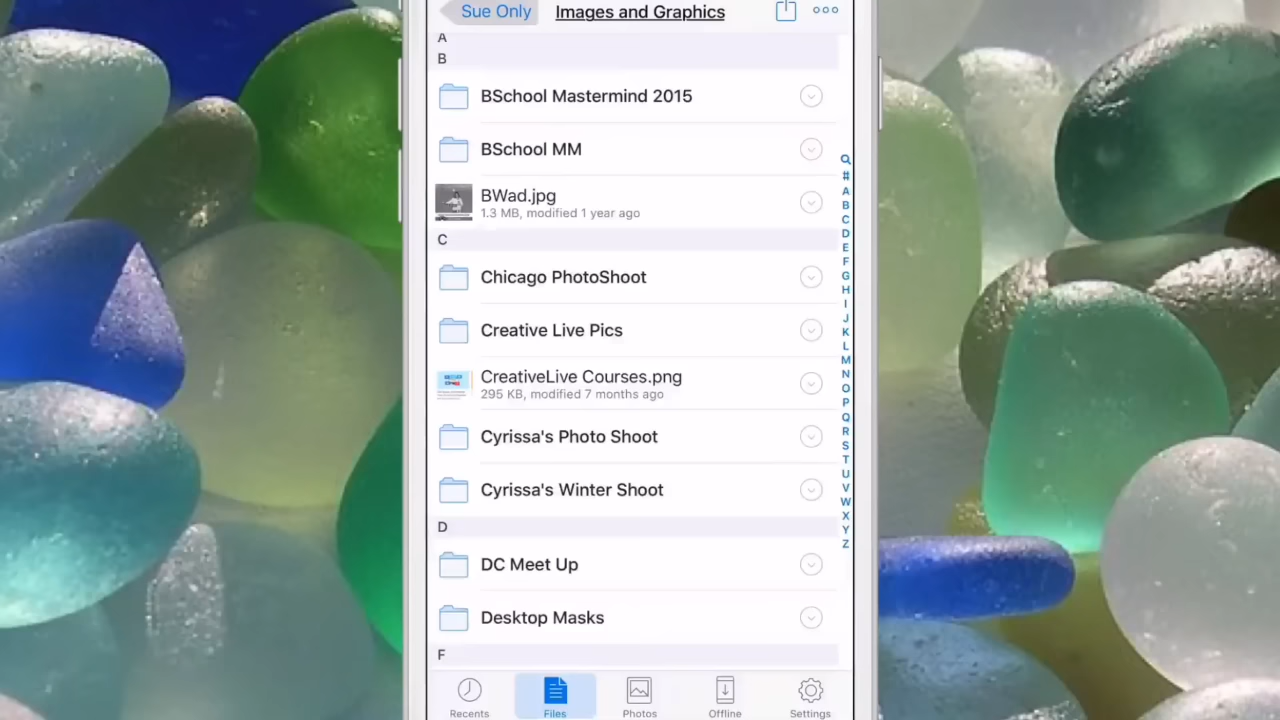 Sue Only
Images and Graphics
A
B
BSchool Mastermind 2015
BSchool MM
BWad.jpg
1.3 MB, modified 1 year ago
C
Chicago PhotoShoot
Creative Live Pics
CreativeLive Courses.png
295 KB, modified 7 months ago
Cyrissa's Photo Shoot
Cyrissa's Winter Shoot
D
DC Meet Up
Desktop Masks
F
#
A
B
C
D
E
F
G
H
I
J
K
L
M
N
O
P
Q
R
S
T
U
V
W
X
Y
Z
Recents
Files
Photos
Offline
Settings